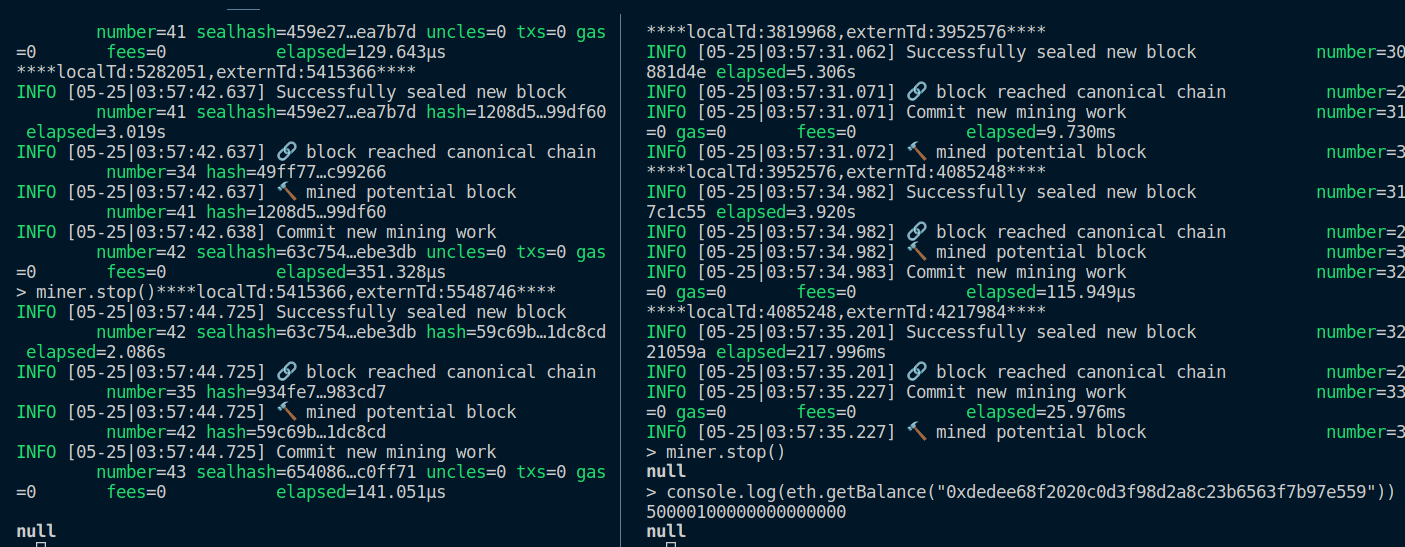 number=41 sealhash=459e27…ea7b7d uncles=0 txs=0 gas
=0 fees=0 elapsed=129.643µs
****localTd:5282051,externTd:5415366****
INFO [05-25|03:57:42.637] Successfully sealed new block
number=41 sealhash=459e27…ea7b7d hash=1208d5…99df60
elapsed=3.019s
INFO [05-25|03:57:42.637] 🔗 block reached canonical chain
number=34 hash=49ff77…c99266
INFO [05-25|03:57:42.637] 🔨 mined potential block
number=41 hash=1208d5…99df60
INFO [05-25|03:57:42.638] Commit new mining work
number=42 sealhash=63c754…ebe3db uncles=0 txs=0 gas
=0 fees=0 elapsed=351.328µs
> miner.stop()****localTd:5415366,externTd:5548746****
INFO [05-25|03:57:44.725] Successfully sealed new block
number=42 sealhash=63c754…ebe3db hash=59c69b…1dc8cd
elapsed=2.086s
INFO [05-25|03:57:44.725] 🔗 block reached canonical chain
number=35 hash=934fe7…983cd7
INFO [05-25|03:57:44.725] 🔨 mined potential block
number=42 hash=59c69b…1dc8cd
INFO [05-25|03:57:44.725] Commit new mining work
number=43 sealhash=654086…c0ff71 uncles=0 txs=0 gas
=0 fees=0 elapsed=141.051µs
null
****localTd:3819968,externTd:3952576****
INFO [05-25|03:57:31.062] Successfully sealed new block number=30
881d4e elapsed=5.306s
INFO [05-25|03:57:31.071] 🔗 block reached canonical chain number=2
INFO [05-25|03:57:31.071] Commit new mining work number=31
=0 gas=0 fees=0 elapsed=9.730ms
INFO [05-25|03:57:31.072] 🔨 mined potential block number=3
****localTd:3952576,externTd:4085248****
INFO [05-25|03:57:34.982] Successfully sealed new block number=31
7c1c55 elapsed=3.920s
INFO [05-25|03:57:34.982] 🔗 block reached canonical chain number=2
INFO [05-25|03:57:34.982] 🔨 mined potential block number=3
INFO [05-25|03:57:34.983] Commit new mining work number=32
=0 gas=0 fees=0 elapsed=115.949µs
****localTd:4085248,externTd:4217984****
INFO [05-25|03:57:35.201] Successfully sealed new block number=32
21059a elapsed=217.996ms
INFO [05-25|03:57:35.201] 🔗 block reached canonical chain number=2
INFO [05-25|03:57:35.227] Commit new mining work number=33
=0 gas=0 fees=0 elapsed=25.976ms
INFO [05-25|03:57:35.227] 🔨 mined potential block number=3
> miner.stop()
null
> console.log(eth.getBalance("0xdedee68f2020c0d3f98d2a8c23b6563f7b97e559"))
50000100000000000000
null